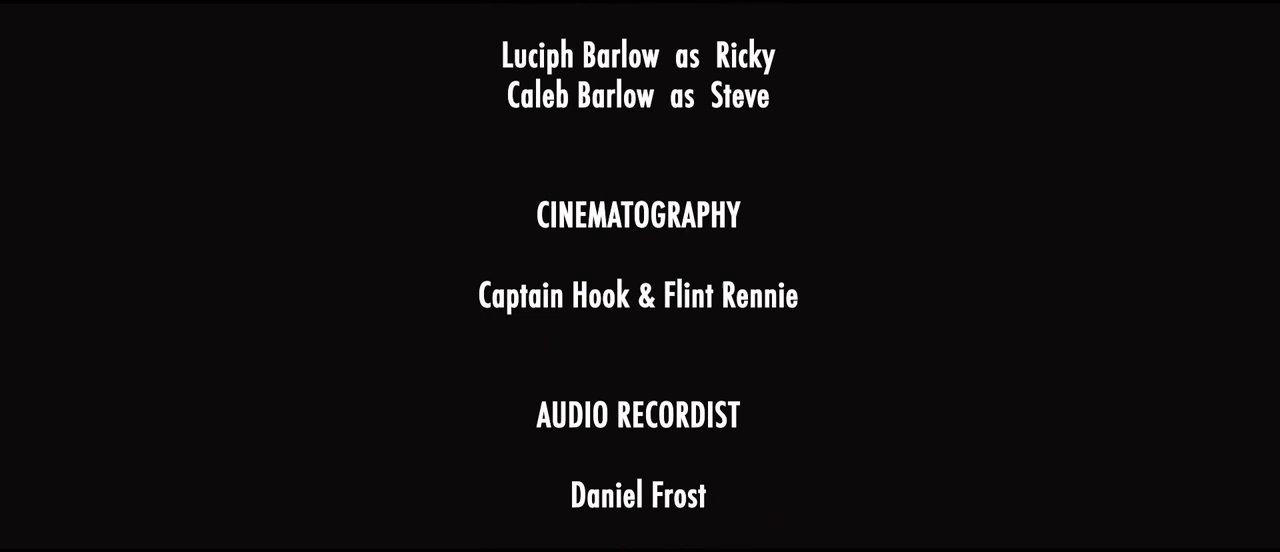 Luciph Barlow as Ricky
Caleb Barlow as Steve
CINEMATOGRAPHY
Captain Hook & Flint Rennie
AUDIO RECORDIST
Daniel Frost